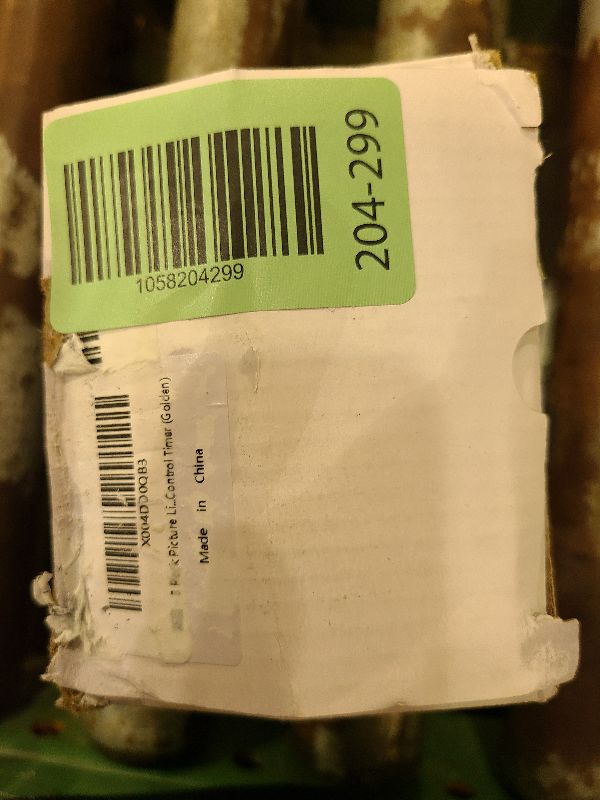 1058204299
204-299
X004DD0QB3
Picture Li...Control Timer (Golden)
Made in China